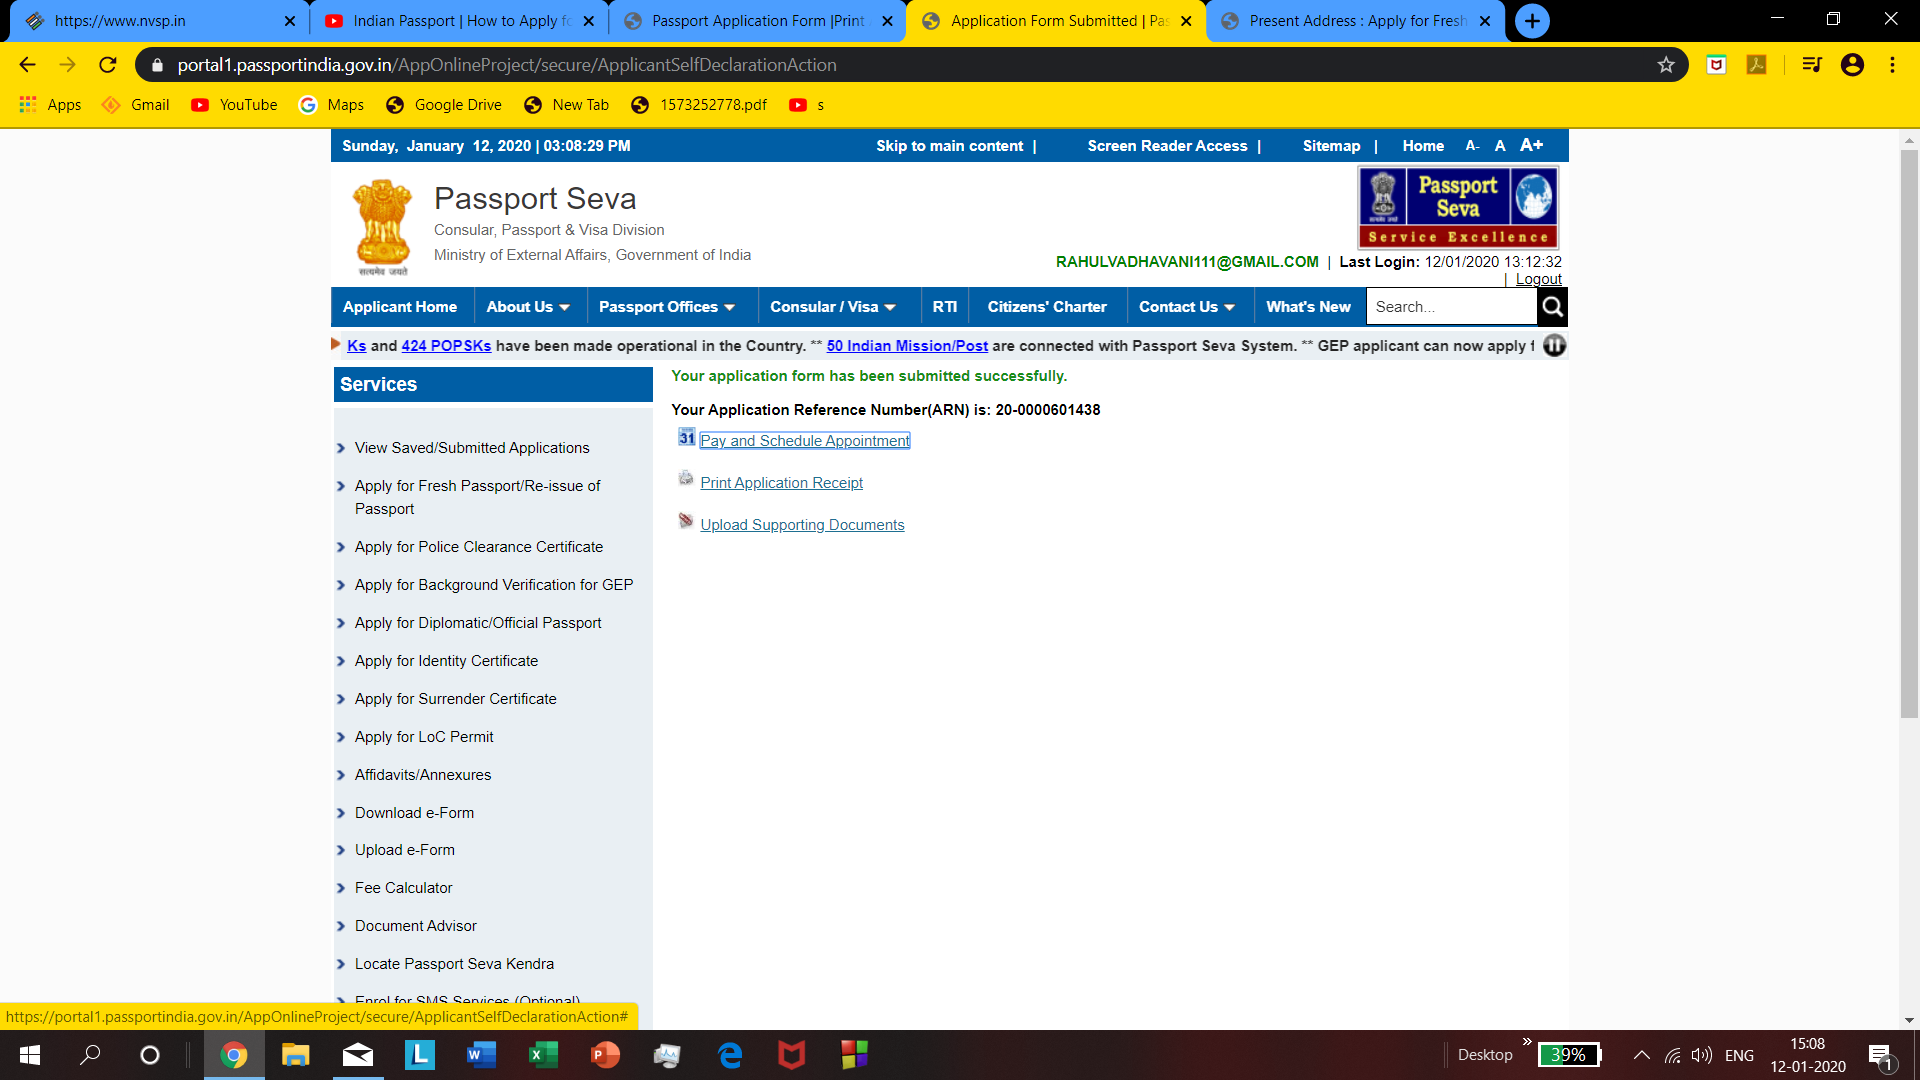 https://www.nvsp.in
Indian Passport | How to Apply fo
Passport Application Form |Print
Application Form Submitted | Pas
Present Address : Apply for Fresh
portal1.passportindia.gov.in/AppOnlineProject/secure/ApplicantSelfDeclarationAction
Apps
Gmail
YouTube
Maps
Google Drive
New Tab
1573252778.pdf
s
Sunday, January 12, 2020 | 03:08:29 PM
Skip to main content |
Screen Reader Access |
Sitemap |
Home
A-
A
A+
Passport Seva
Consular, Passport & Visa Division
Ministry of External Affairs, Government of India
सत्यमेव जयते
Passport
Seva
Service Excellence
RAHULVADHAVANI111@GMAIL.COM | Last Login: 12/01/2020 13:12:32
| Logout
Applicant Home
About Us
Passport Offices
Consular / Visa
RTI
Citizens' Charter
Contact Us
What's New
Search...
Ks and 424 POPSKs have been made operational in the Country. ** 50 Indian Mission/Post are connected with Passport Seva System. ** GEP applicant can now apply f
Services
View Saved/Submitted Applications
Apply for Fresh Passport/Re-issue of
Passport
Apply for Police Clearance Certificate
Apply for Background Verification for GEP
Apply for Diplomatic/Official Passport
Apply for Identity Certificate
Apply for Surrender Certificate
Apply for LoC Permit
Affidavits/Annexures
Download e-Form
Upload e-Form
Fee Calculator
Document Advisor
Locate Passport Seva Kendra
Enrol for SMS Services (Optional)
Your application form has been submitted successfully.
Your Application Reference Number(ARN) is: 20-0000601438
31 Pay and Schedule Appointment
Print Application Receipt
Upload Supporting Documents
https://portal1.passportindia.gov.in/AppOnlineProject/secure/ApplicantSelfDeclarationAction#
Desktop
39%
ENG
15:08
12-01-2020
1